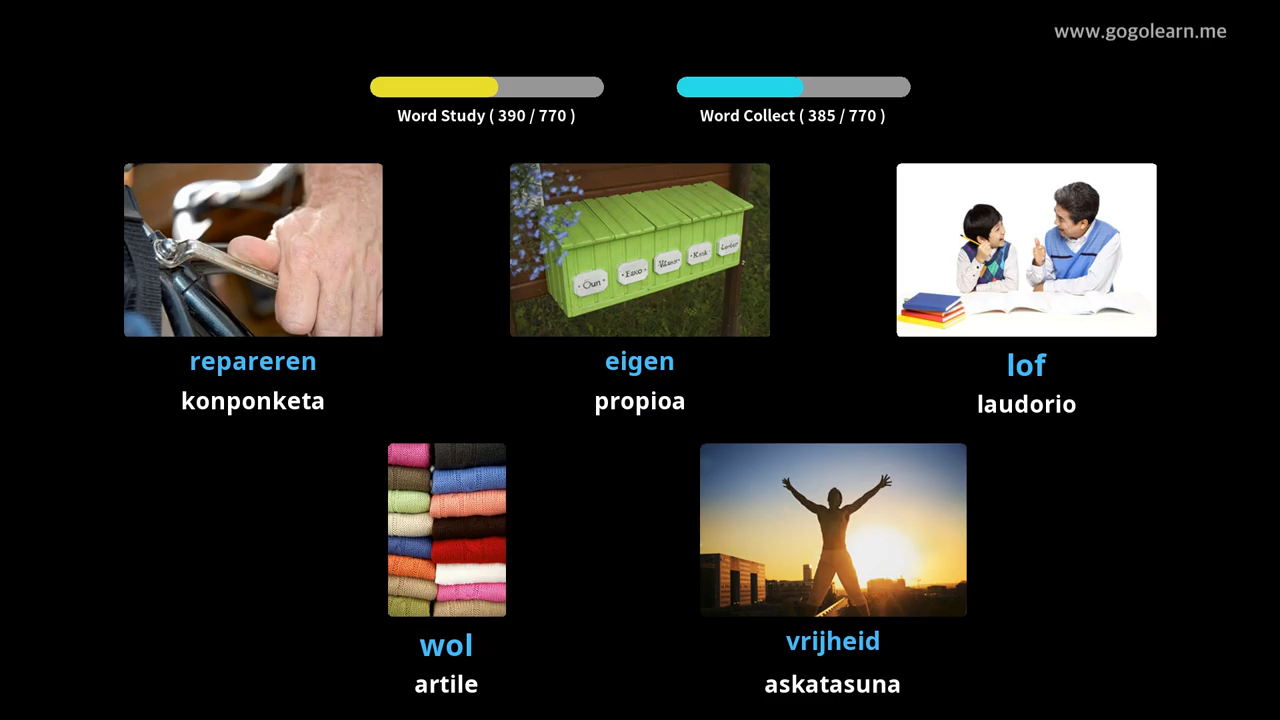 www.gogolearn.me
Word Study ( 390 / 770 )
Word Collect ( 385 / 770 )
Oun
repareren
eigen
lof
konponketa
propioa
laudorio
wol
vrijheid
artile
askatasuna